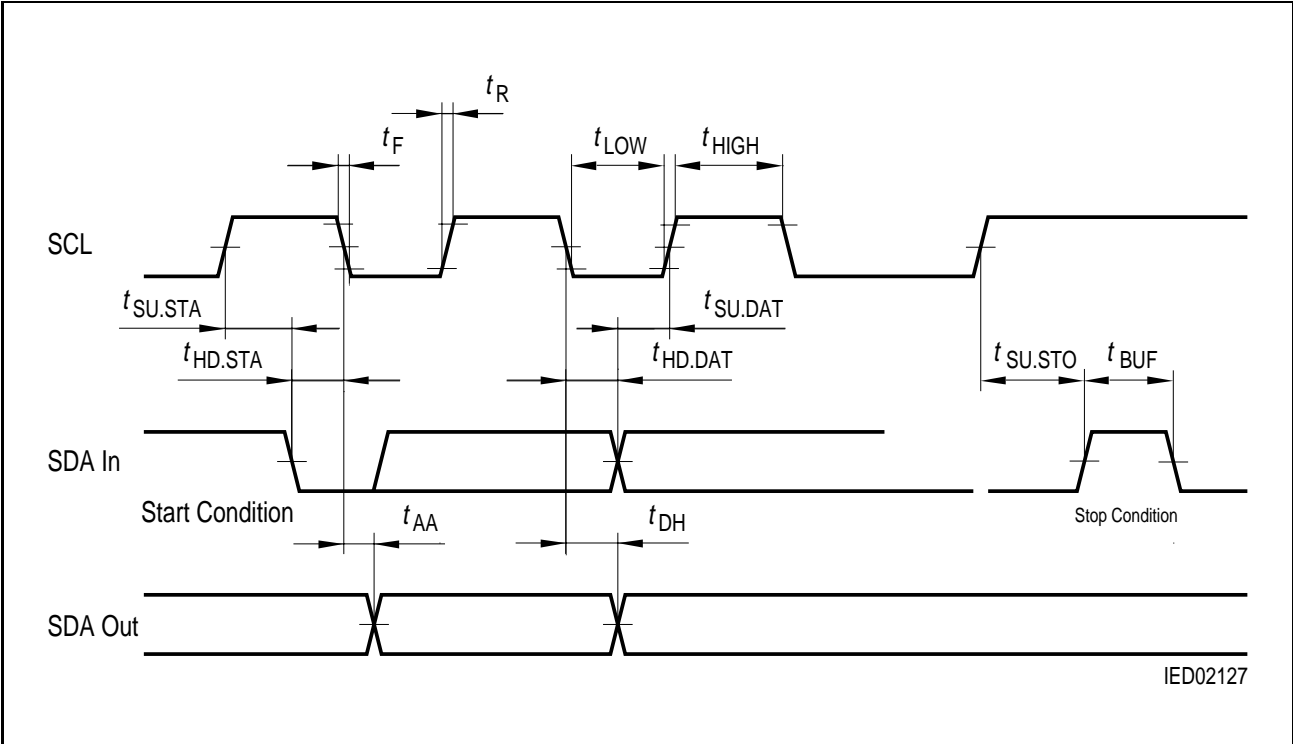 tR
tF
tLOW
tHIGH
SCL
tSU.STA
tSU.DAT
tHD.STA
tHD.DAT
tSU.STO
tBUF
SDA In
Start Condition
Stop Condition
tAA
tDH
SDA Out
IED02127